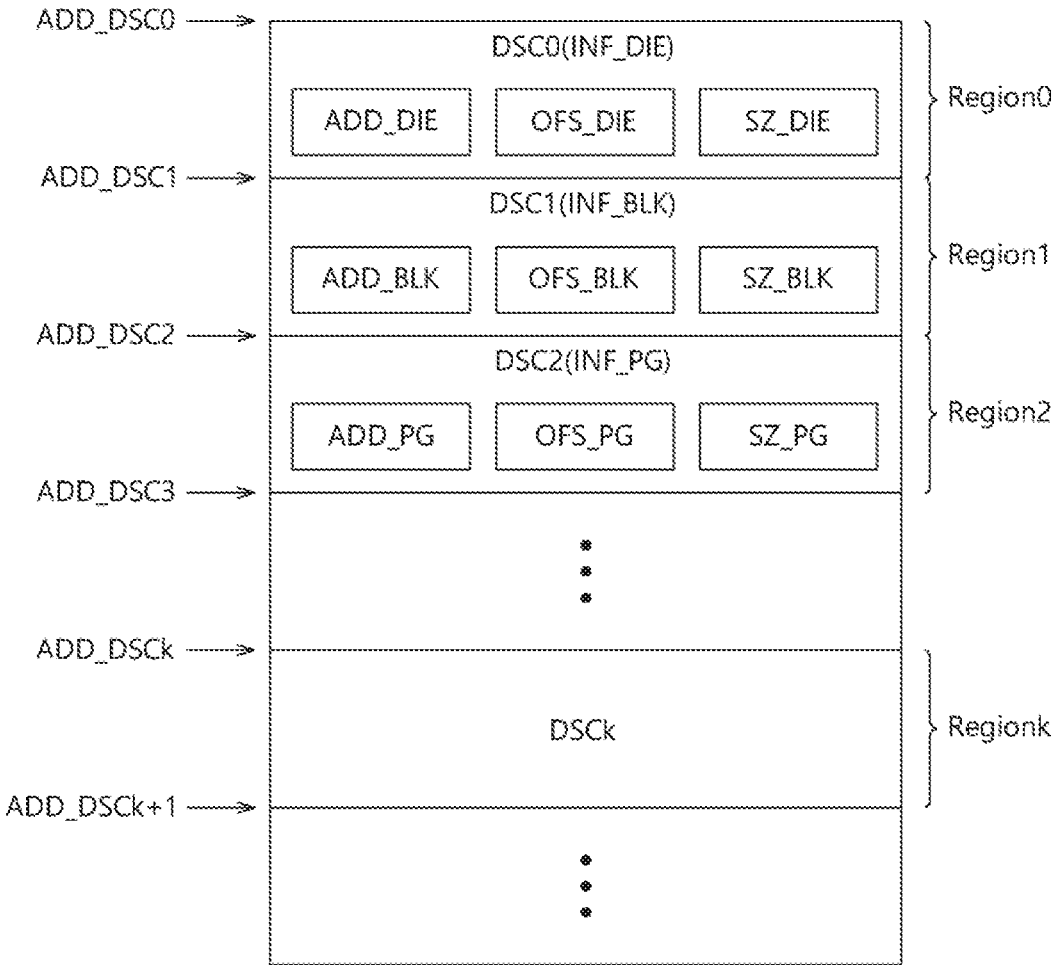 ADD_DSC0
DSC0(INF_DIE)
ADD_DIE OFS_DIE SZ_DIE
Region0
ADD_DSC1
DSC1(INF_BLK)
ADD_BLK OFS_BLK SZ_BLK
Region1
ADD_DSC2
DSC2(INF_PG)
ADD_PG OFS_PG SZ_PG
Region2
ADD_DSC3
ADD_DSCk
DSCk
Regionk
ADD_DSCk+1